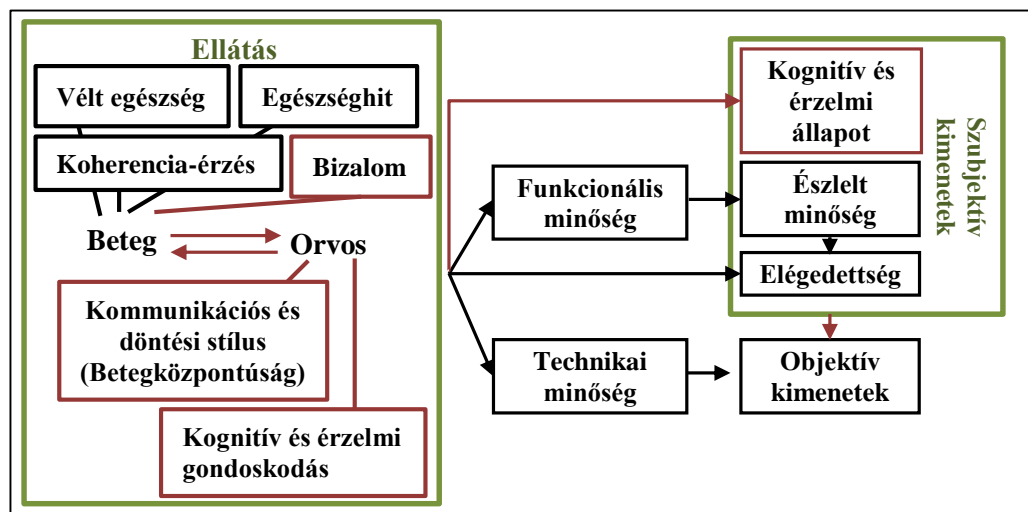 Ellátás
Vélt egészség
Egészséghit
Koherencia-érzés
Bizalom
Beteg
Orvos
Kommunikációs és
döntési stílus
(Betegközpontúság)
Kognitív és érzelmi
gondoskodás
Funkcionális
minőség
Technikai
minőség
Kognitív és
érzelmi
állapot
Észlelt
minőség
Elégedettség
Szubjektív
kimenetek
Objektív
kimenetek